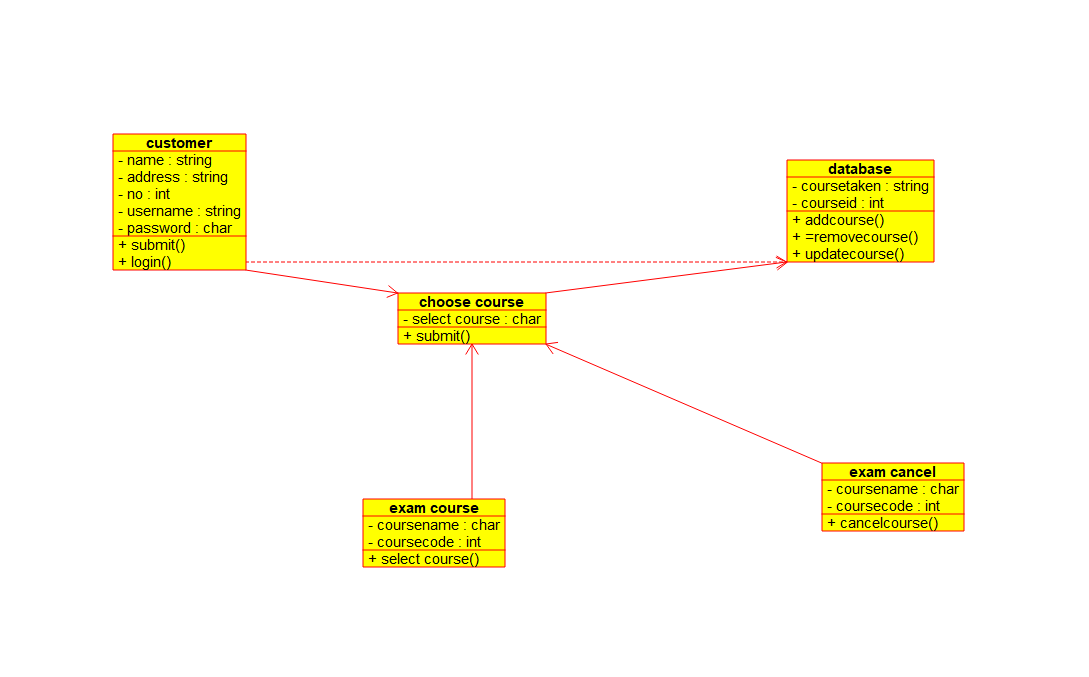 customer
- name : string
- address : string
- no : int
- username : string
- password : char
+ submit()
+ login()
database
- coursetaken : string
- courseid : int
+ addcourse()
+ =removecourse()
+ updatecourse()
choose course
- select course : char
+ submit()
exam course
- coursename : char
- coursecode : int
+ select course()
exam cancel
- coursename : char
- coursecode : int
+ cancelcourse()